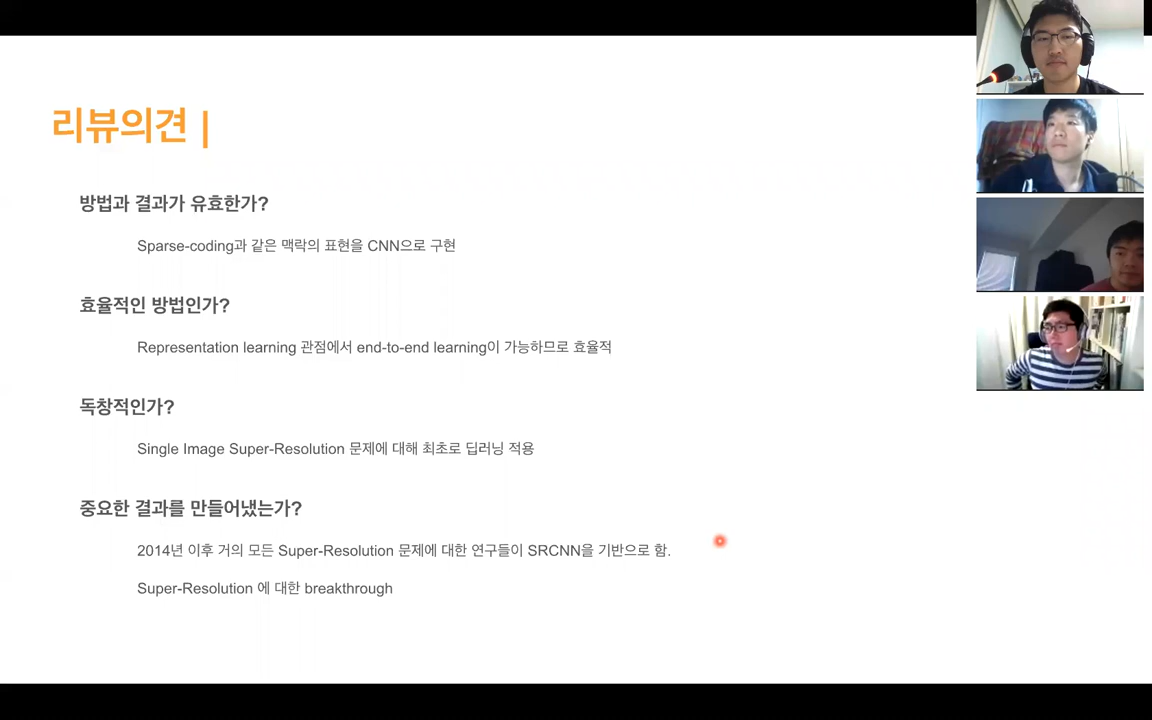 리뷰의견 |
방법과 결과가 유효한가?
Sparse-coding과 같은 맥락의 표현을 CNN으로 구현
효율적인 방법인가?
Representation learning 관점에서 end-to-end learning이 가능하므로 효율적
독창적인가?
Single Image Super-Resolution 문제에 대해 최초로 딥러닝 적용
중요한 결과를 만들어냈는가?
2014년 이후 거의 모든 Super-Resolution 문제에 대한 연구들이 SRCNN을 기반으로 함.
Super-Resolution 에 대한 breakthrough